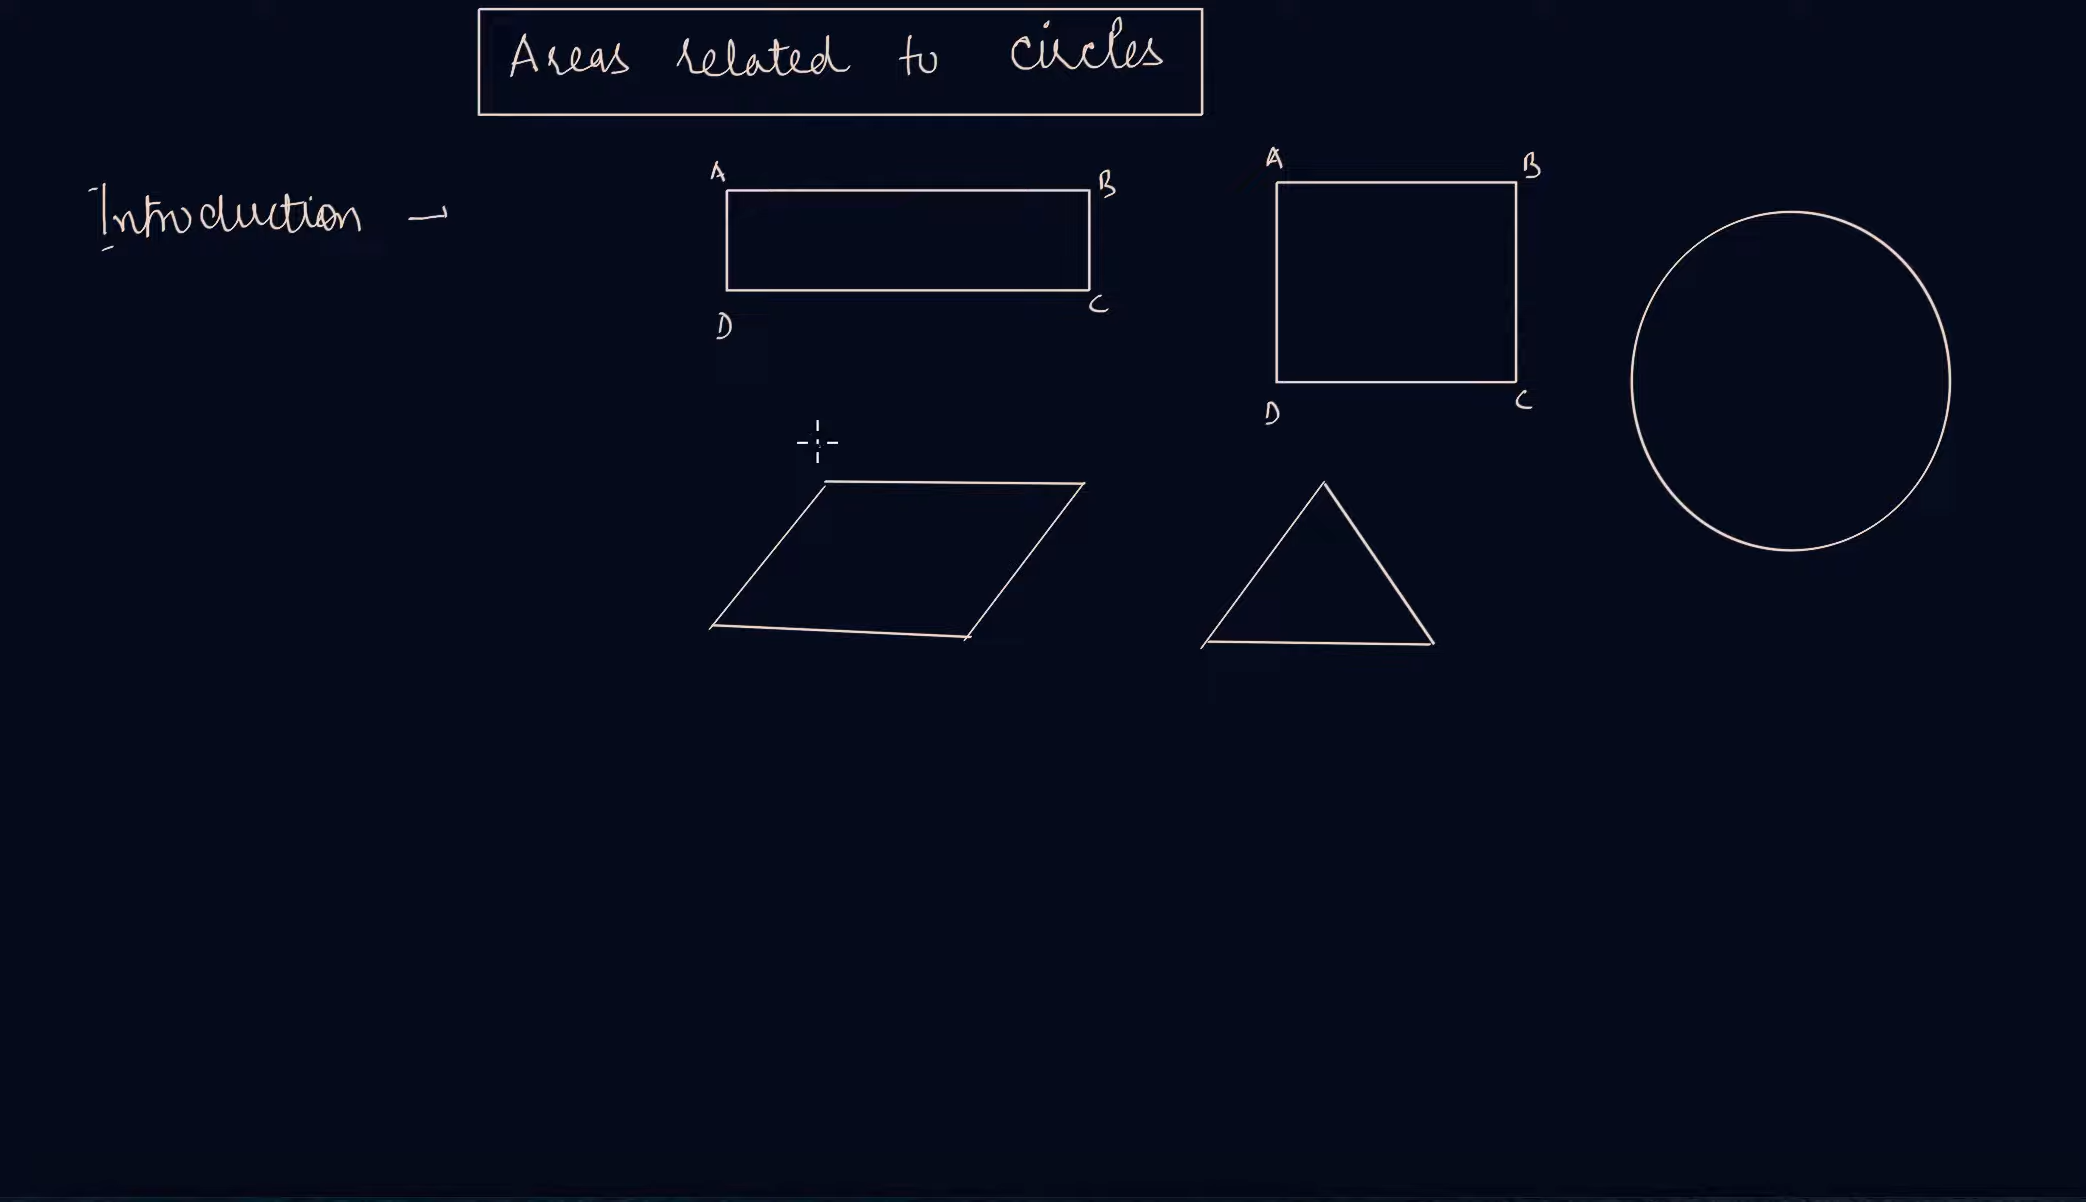 Areas related to circles
Introduction →
A B
D C
A B
D C